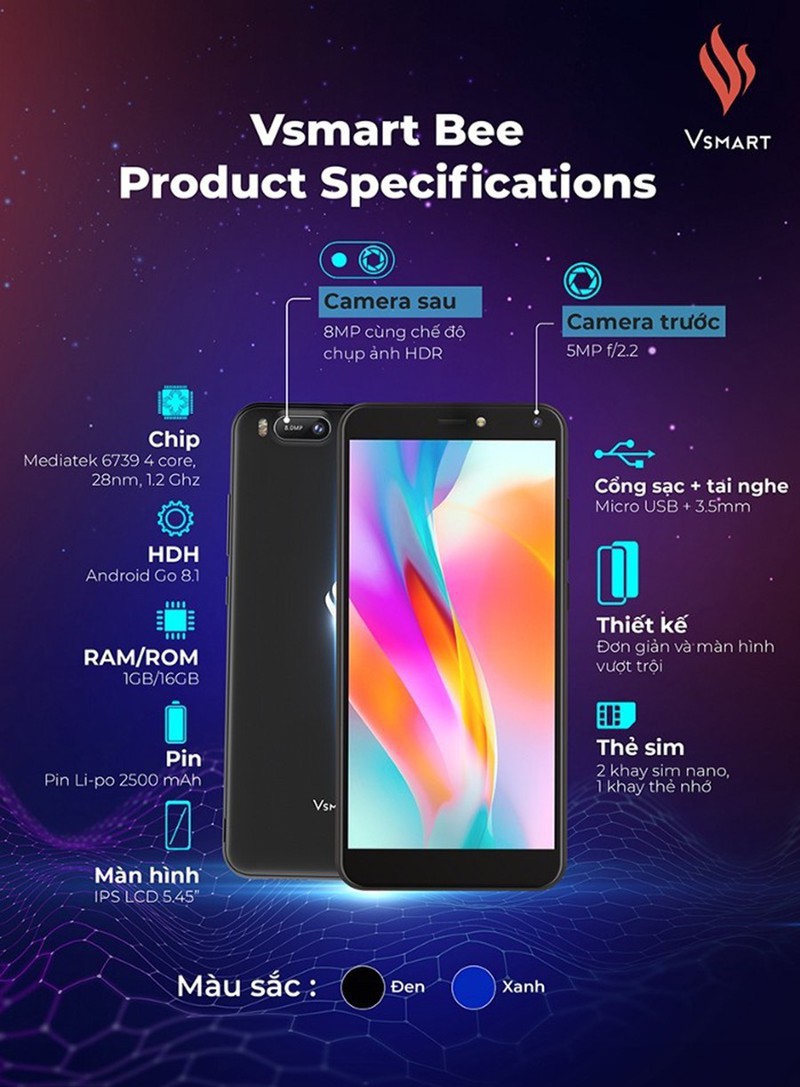 VSMART
Vsmart Bee
Product Specifications
Camera sau
8MP cùng chế độ
chụp ảnh HDR
Camera trước
5MP f/2.2
8.0MP
Chip
Mediatek 6739 4 core,
28nm, 1.2 Ghz
HDH
Android Go 8.1
RAM/ROM
1GB/16GB
Pin
Pin Li-po 2500 mAh
Màn hình
IPS LCD 5.45"
Cổng sạc + tai nghe
Micro USB + 3.5mm
Thiết kế
Đơn giản và màn hình
vượt trội
Thẻ sim
2 khay sim nano,
1 khay thẻ nhớ
Vsm
Màu sắc : Đen Xanh